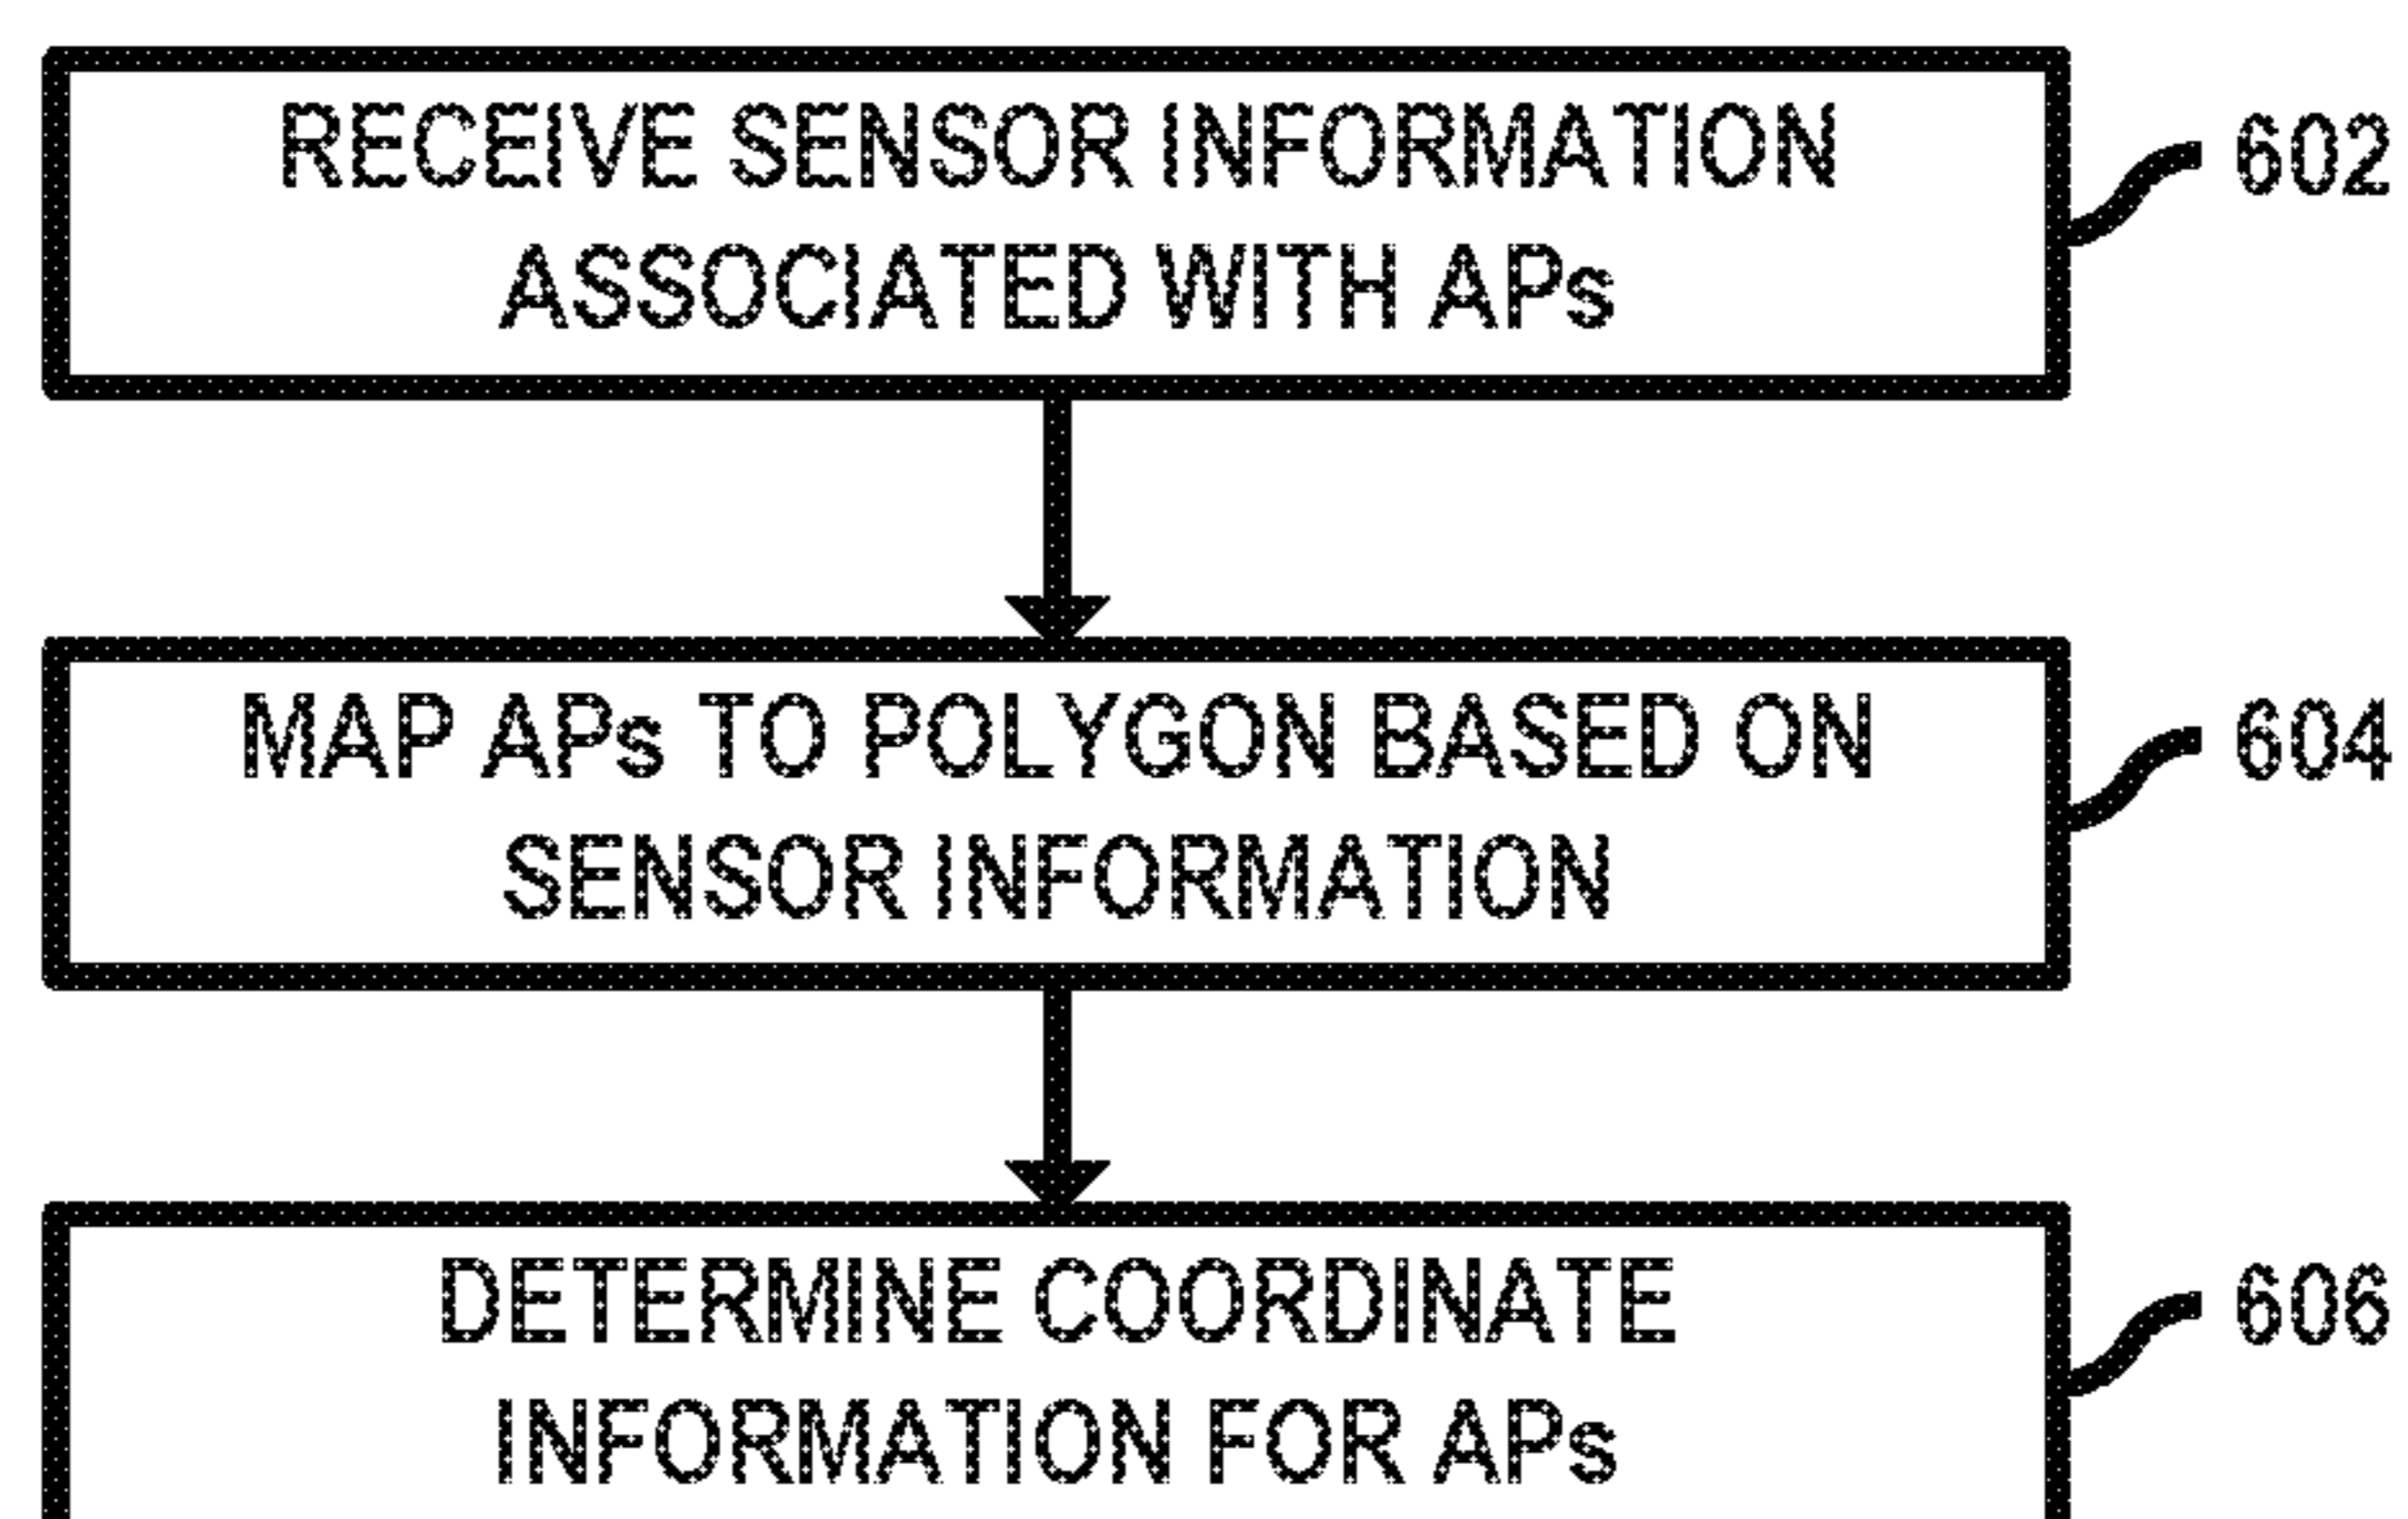 RECEIVE SENSOR INFORMATION
ASSOCIATED WITH APs
602
MAP APs TO POLYGON BASED ON
SENSOR INFORMATION
604
DETERMINE COORDINATE
INFORMATION FOR APs
606